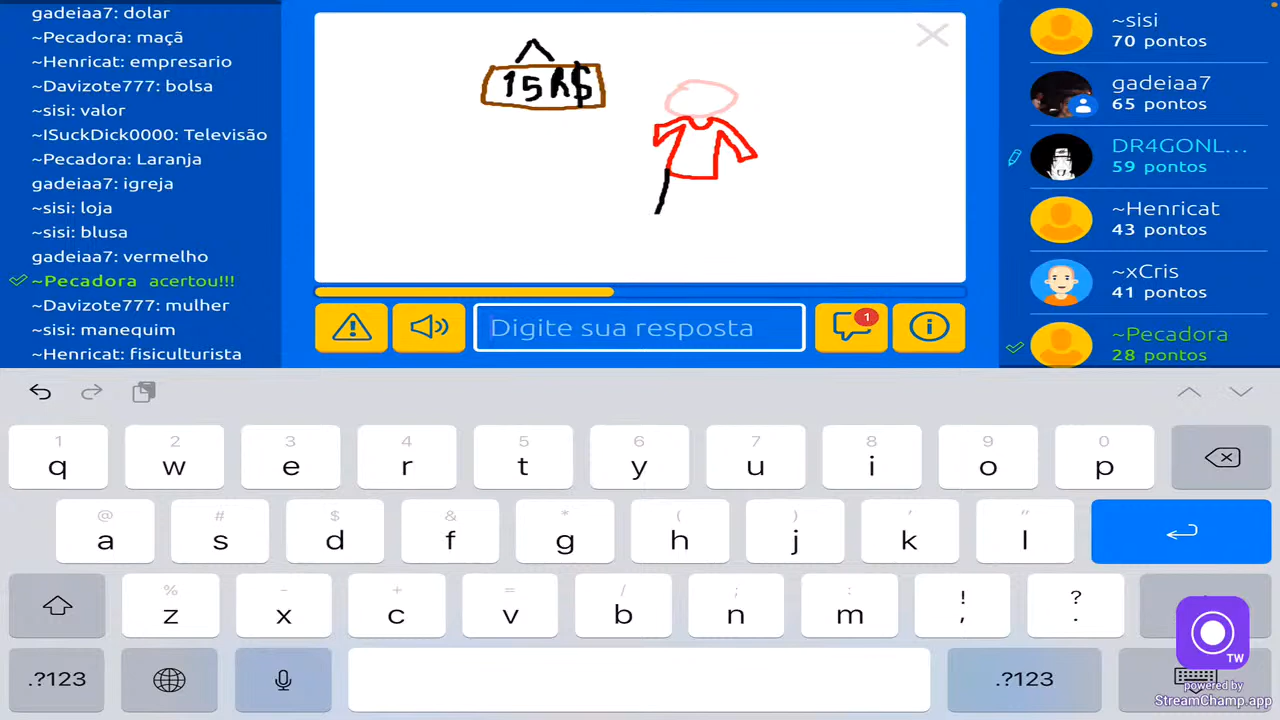 gadeiaa7: dolar
~Pecadora: maçã
~Henricat: empresario
~Davizote777: bolsa
~sisi: valor
~ISuckDick0000: Televisão
~Pecadora: Laranja
gadeiaa7: igreja
~sisi: loja
~sisi: blusa
gadeiaa7: vermelho
~Pecadora acertou!!!
~Davizote777: mulher
~sisi: manequim
~Henricat: fisiculturista
15R$
Digite sua resposta
1
~sisi
70 pontos
gadeiaa7
65 pontos
DR4GONL...
59 pontos
~Henricat
43 pontos
~xCris
41 pontos
~Pecadora
28 pontos
1 2 3 4 5 6 7 8 9 0
q w e r t y u i o p
@ # $ & * ( ) ' "
a s d f g h j k l
% - + = / ; : ! ?
z x c v b n m , .
.?123 .?123
TW
powered by
StreamChamp.app